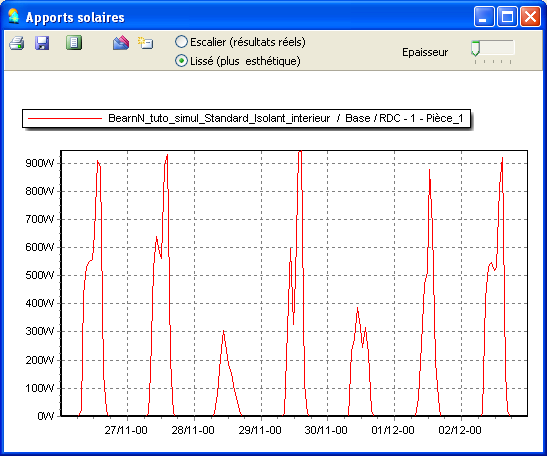 Apports solaires
Escalier (résultats réels)
Lissé (plus esthétique)
Epaisseur
BearnN_tuto_simul_Standard_Isolant_interieur / Base / RDC - 1 - Pièce_1
900W
800W
700W
600W
500W
400W
300W
200W
100W
0W
27/11-00 28/11-00 29/11-00 30/11-00 01/12-00 02/12-00